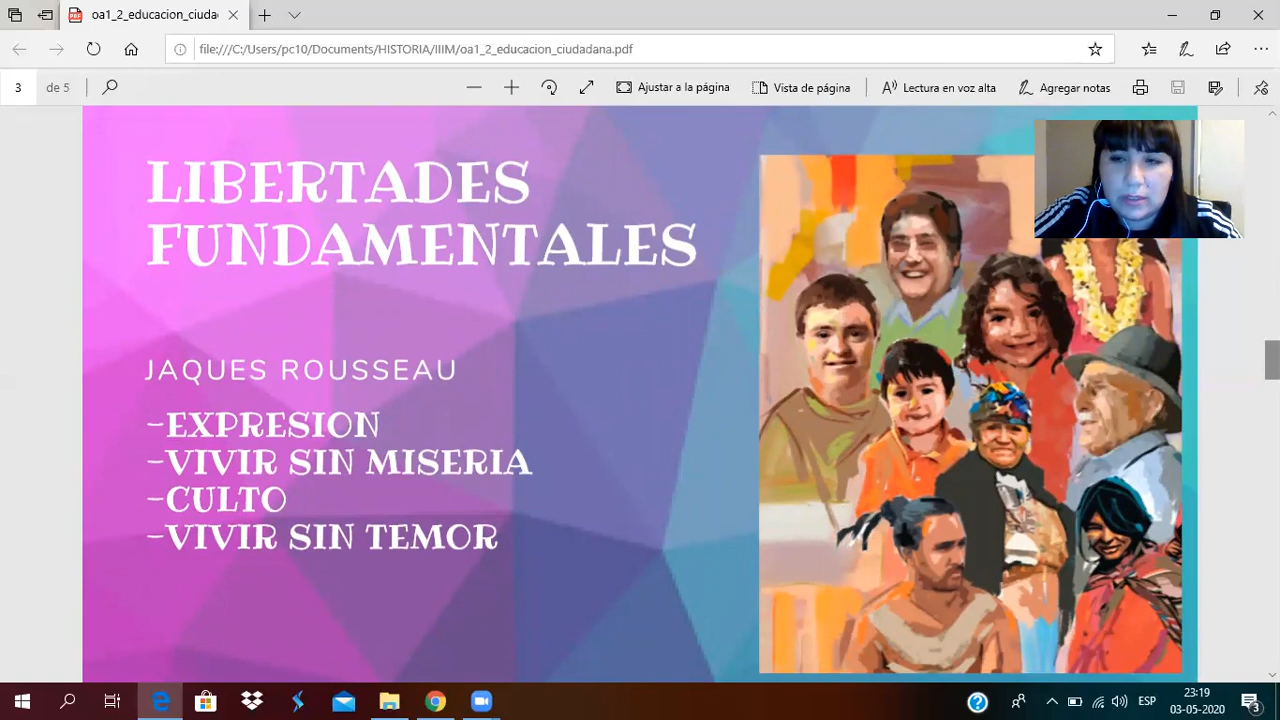 oa1_2_educacion_ciuda
file:///C:/Users/pc10/Documents/HISTORIA/IIIM/oa1_2_educacion_ciudadana.pdf
3 de 5 Ajustar a la página Vista de página Lectura en voz alta Agregar notas
LIBERTADES
FUNDAMENTALES
JAQUES ROUSSEAU
-EXPRESION
-VIVIR SIN MISERIA
-CULTO
-VIVIR SIN TEMOR
ESP
23:19
03-05-2020
3